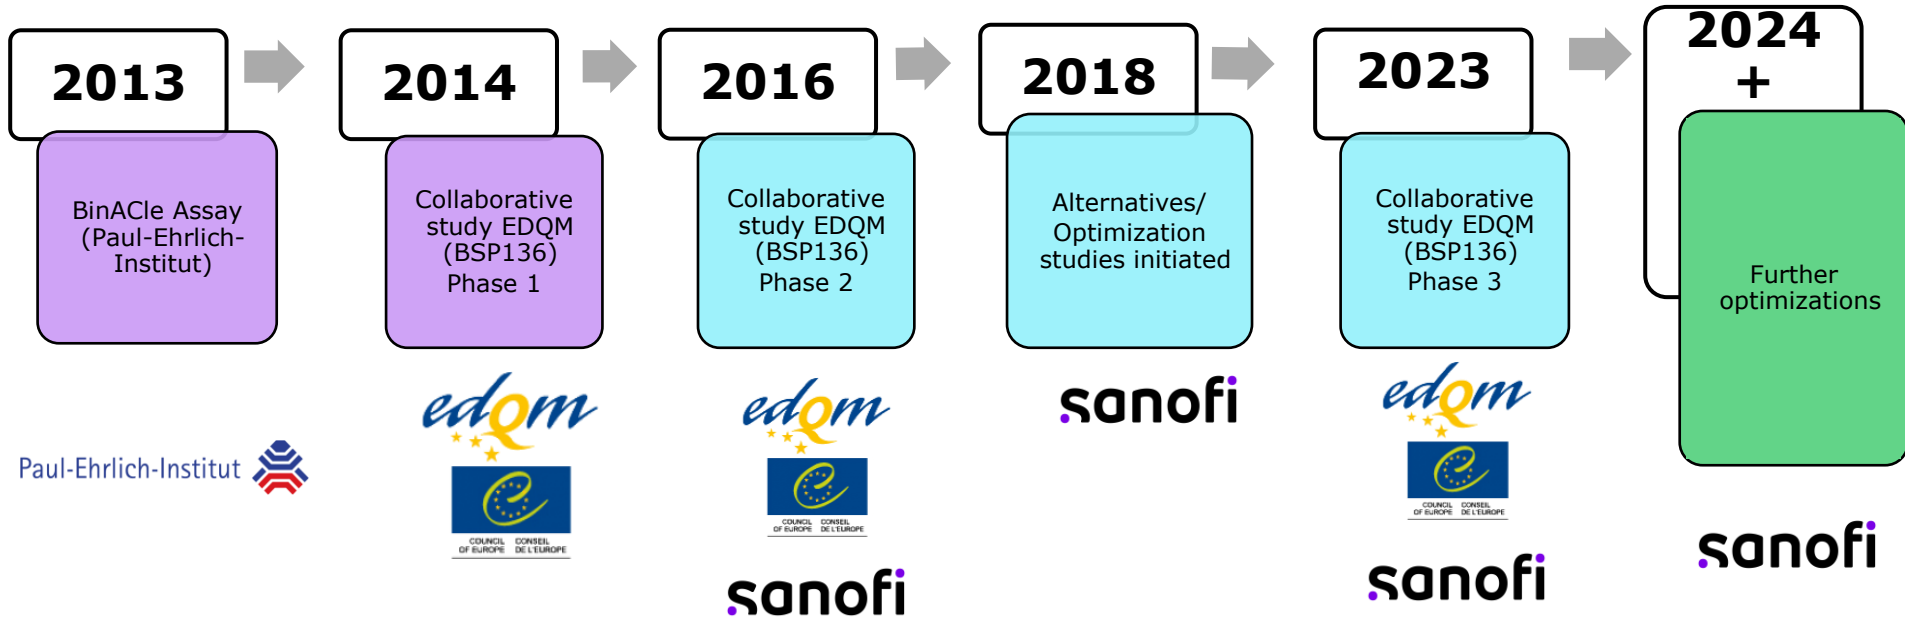 2013
BinACle Assay
(Paul-Ehrlich-
Institut)
Paul-Ehrlich-Institut
2014
Collaborative
study EDQM
(BSP136)
Phase 1
edQm
COUNCIL CONSEIL
OF EUROPE DE L'EUROPE
2016
Collaborative
study EDQM
(BSP136)
Phase 2
edQm
COUNCIL CONSEIL
OF EUROPE DE L'EUROPE
sanofi
2018
Alternatives/
Optimization
studies initiated
sanofi
2023
Collaborative
study EDQM
(BSP136)
Phase 3
edQm
COUNCIL CONSEIL
OF EUROPE DE L'EUROPE
sanofi
2024
+
Further
optimizations
sanofi